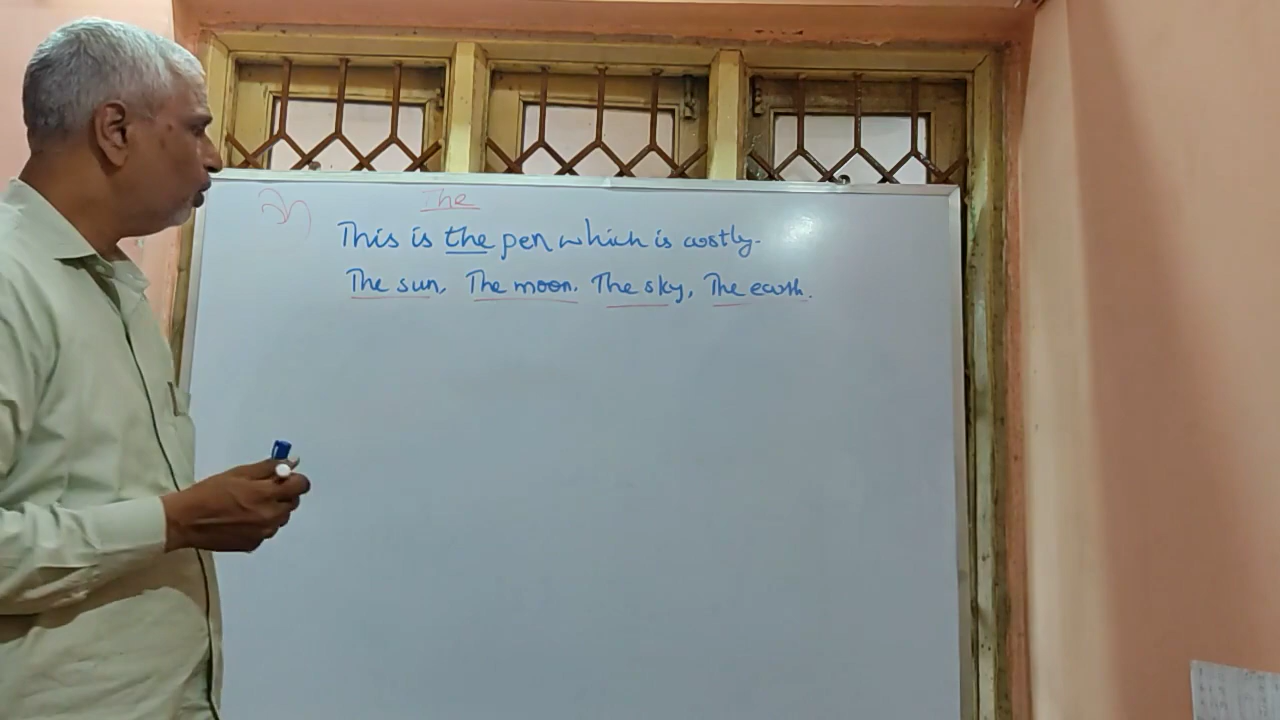 The
This is the pen which is costly.
The sun, The moon. The sky, The earth.